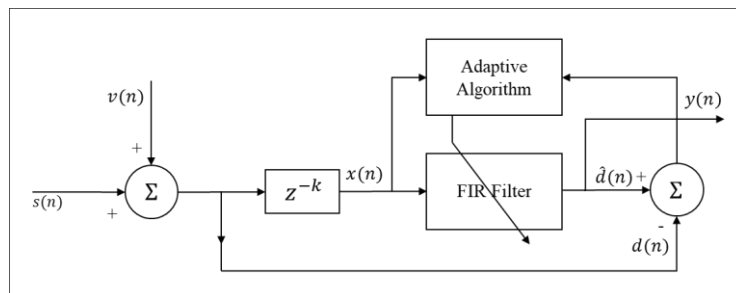 Adaptive
Algorithm
v(n)
y(n)
+
x(n)
Σ
z^{-k}
FIR Filter
d̂(n)
+
Σ
s(n)
+
-
d(n)